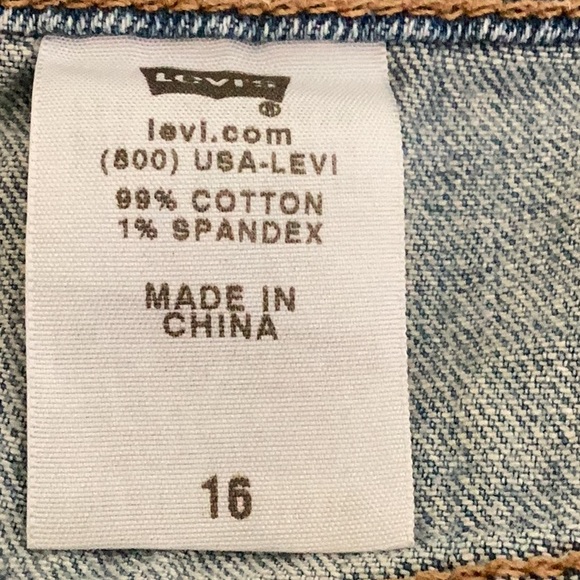 LEVI'S ®
levi.com
(800) USA-LEVI
99% COTTON
1% SPANDEX
MADE IN
CHINA
16